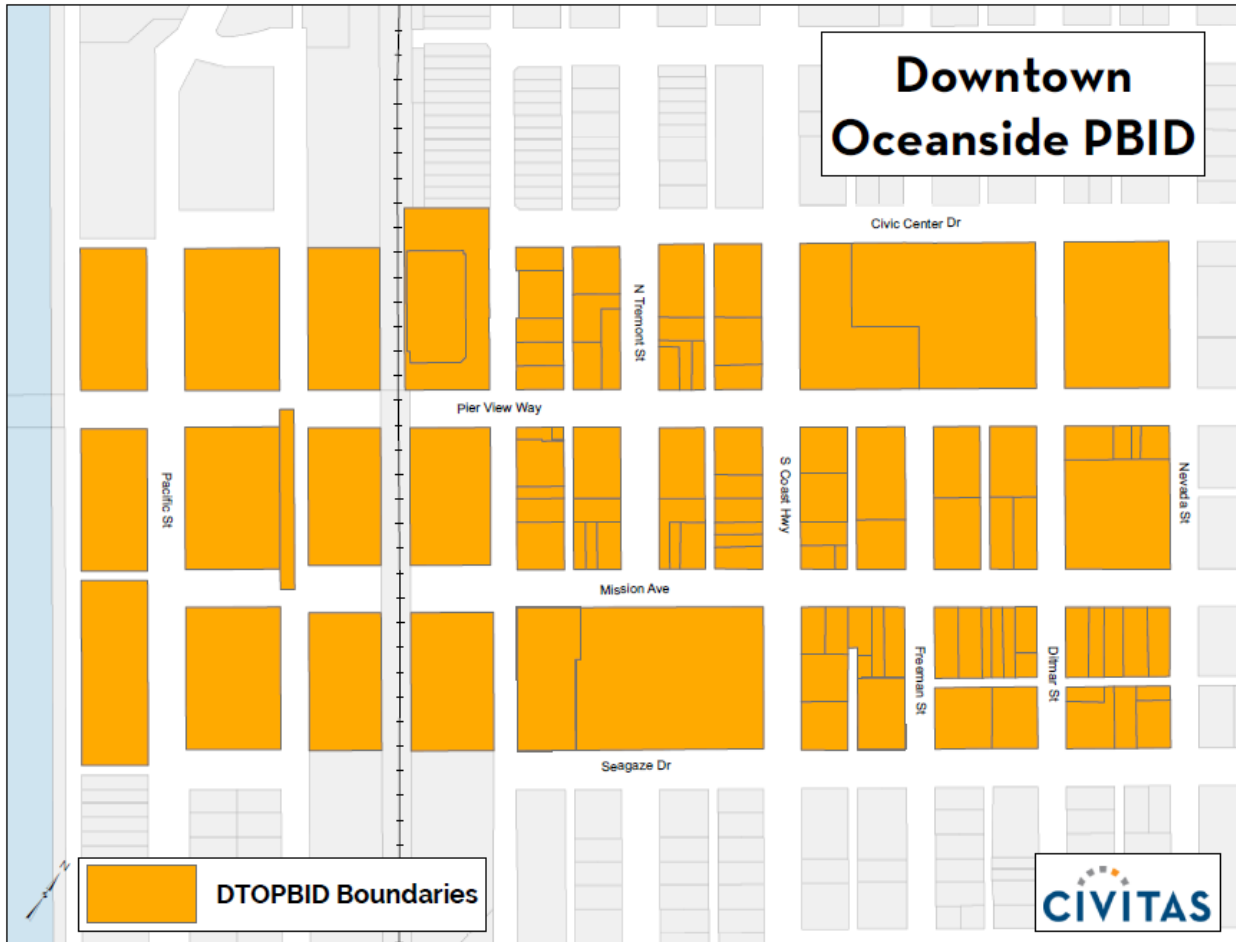 Downtown
Oceanside PBID
Civic Center Dr
N Tremont St
Pier View Way
Pacific St
S Coast Hwy
Nevada St
Mission Ave
Freeman St
Ditmar St
Seagaze Dr
N
DTOPBID Boundaries
CIVITAS